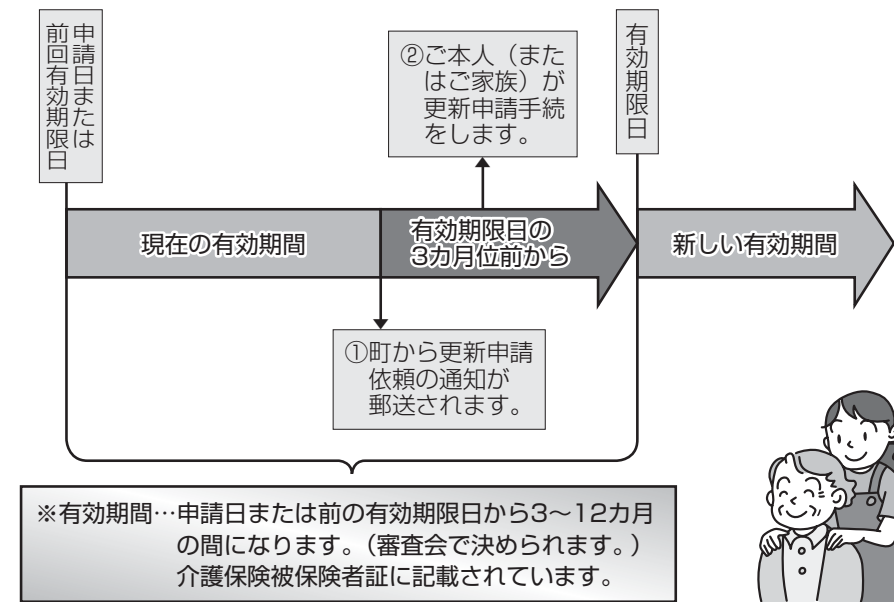 申請日または
前回有効期限日
②ご本人（また
はご家族）が
更新申請手続
をします。
有効期限日
現在の有効期間
有効期限日の
3カ月位前から
新しい有効期間
①町から更新申請
依頼の通知が
郵送されます。
※有効期間…申請日または前の有効期限日から3〜12カ月
の間になります。（審査会で決められます。）
介護保険被保険者証に記載されています。